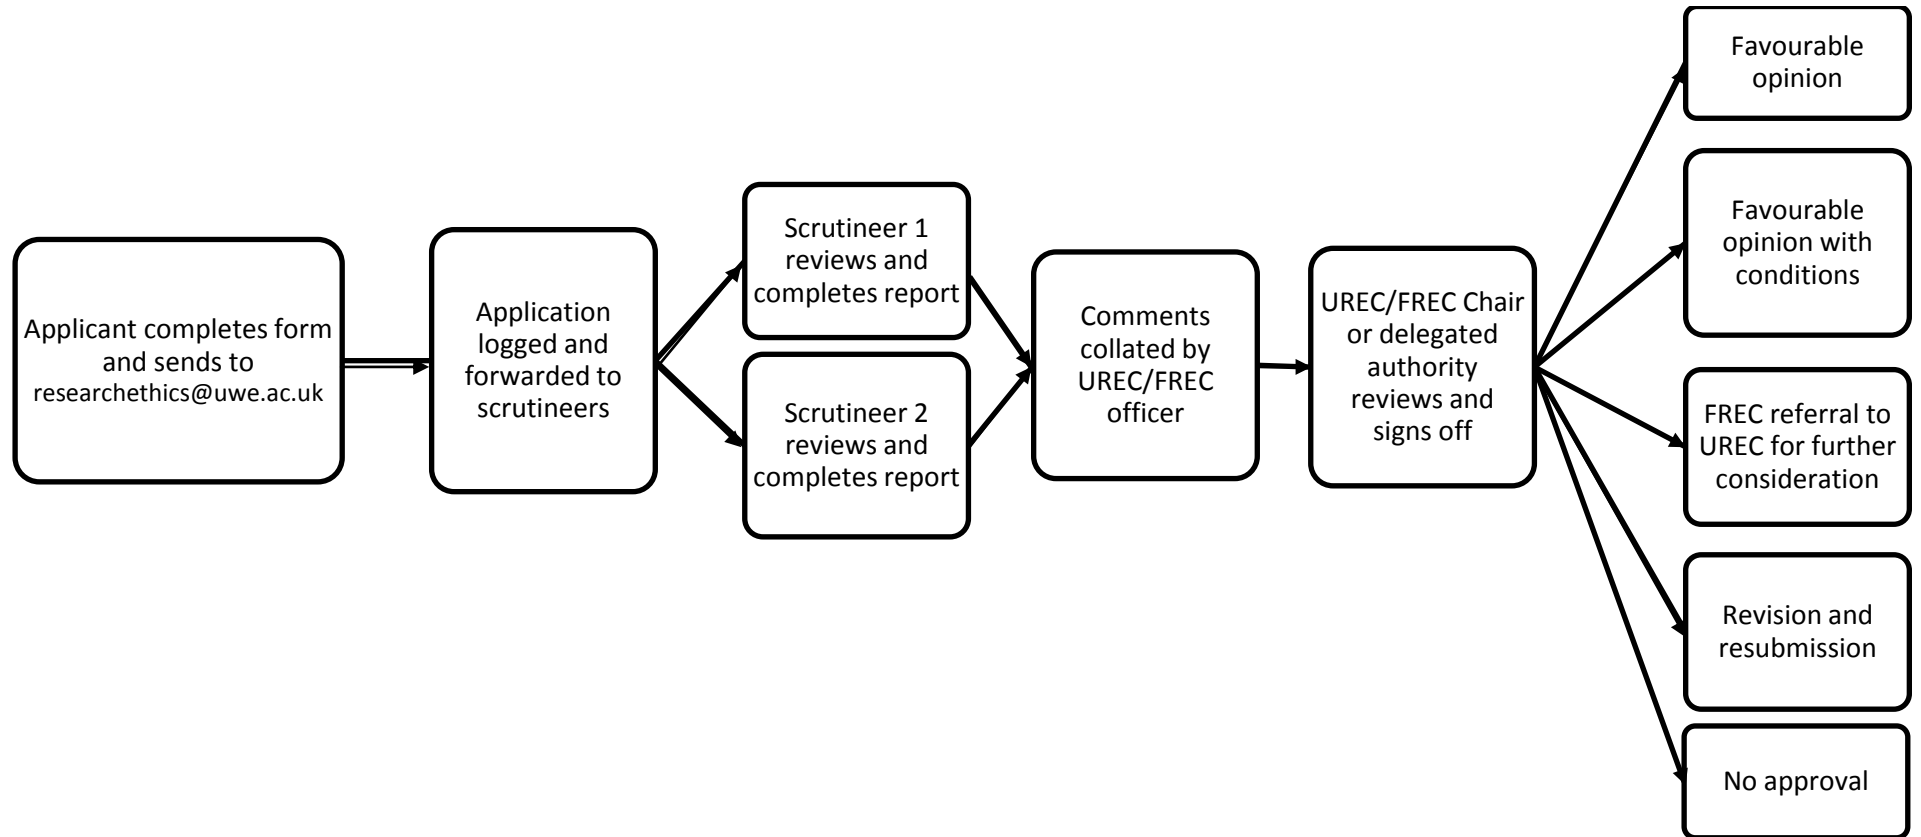 Applicant completes form
and sends to
researchethics@uwe.ac.uk
Application
logged and
forwarded to
scrutineers
Scrutineer 1
reviews and
completes report
Scrutineer 2
reviews and
completes report
Comments
collated by
UREC/FREC
officer
UREC/FREC Chair
or delegated
authority
reviews and
signs off
Favourable
opinion
Favourable
opinion with
conditions
FREC referral to
UREC for further
consideration
Revision and
resubmission
No approval